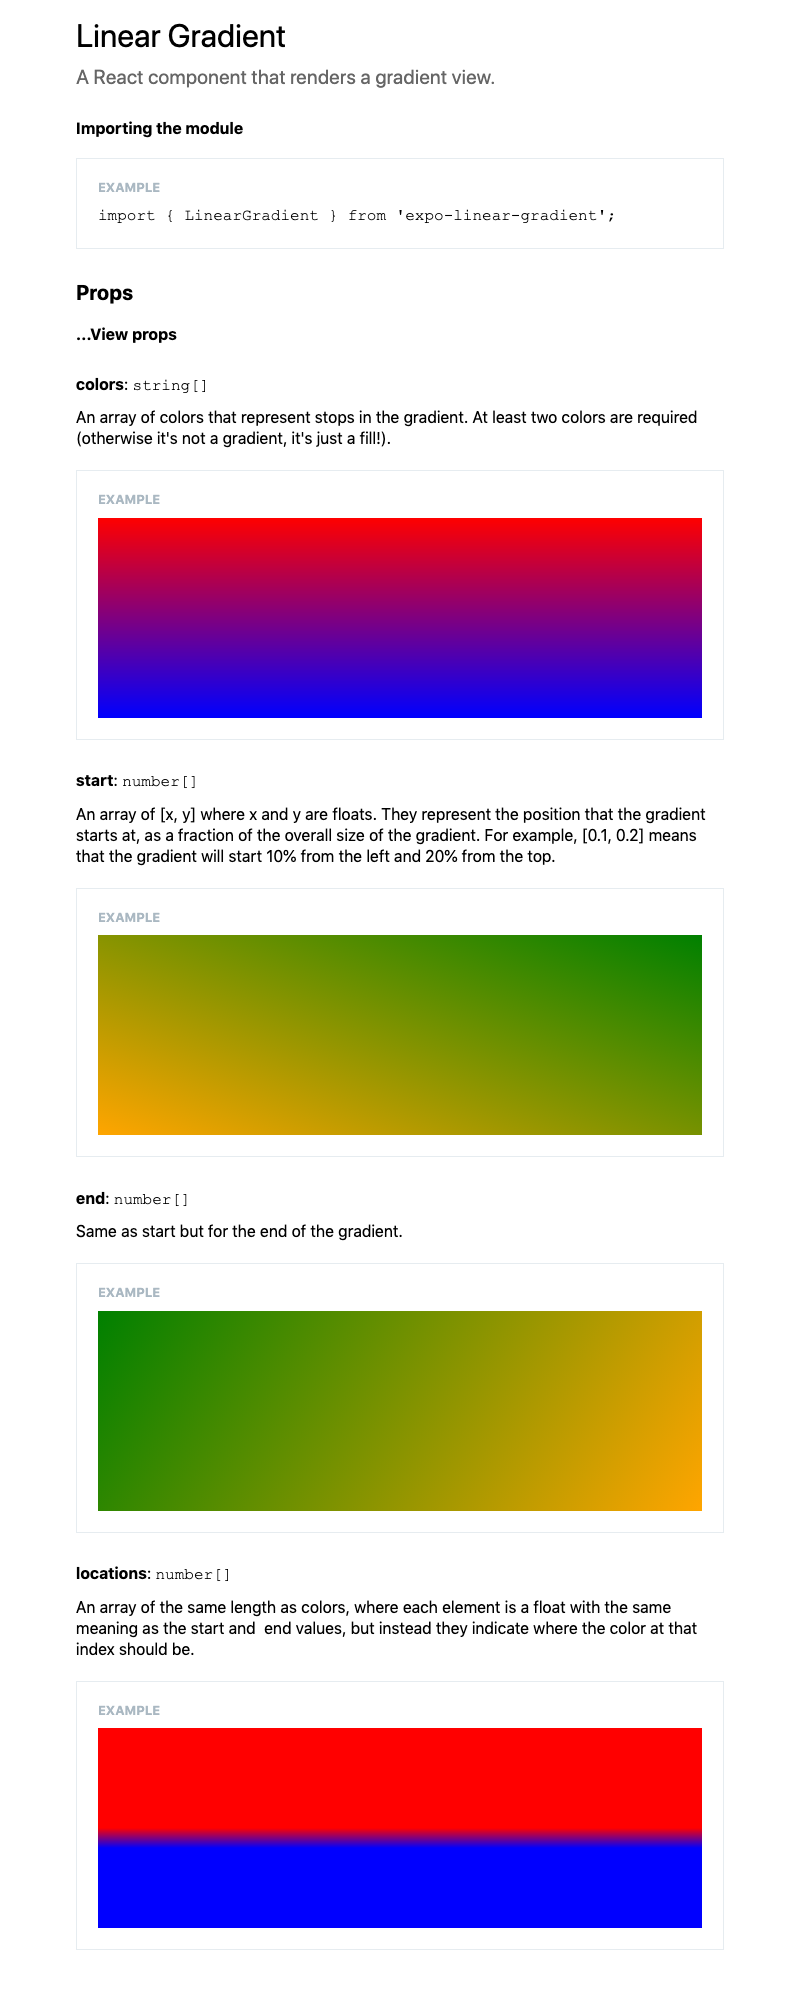 Linear Gradient
A React component that renders a gradient view.
Importing the module
EXAMPLE
import { LinearGradient } from 'expo-linear-gradient';
Props
...View props
colors: string[]
An array of colors that represent stops in the gradient. At least two colors are required
(otherwise it's not a gradient, it's just a fill!).
EXAMPLE
start: number[]
An array of [x, y] where x and y are floats. They represent the position that the gradient
starts at, as a fraction of the overall size of the gradient. For example, [0.1, 0.2] means
that the gradient will start 10% from the left and 20% from the top.
EXAMPLE
end: number[]
Same as start but for the end of the gradient.
EXAMPLE
locations: number[]
An array of the same length as colors, where each element is a float with the same
meaning as the start and  end values, but instead they indicate where the color at that
index should be.
EXAMPLE